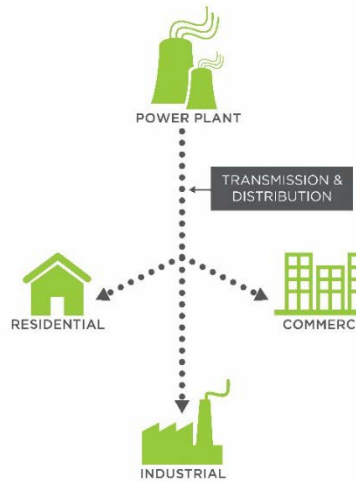 POWER PLANT
TRANSMISSION &
DISTRIBUTION
RESIDENTIAL
COMMERC
INDUSTRIAL